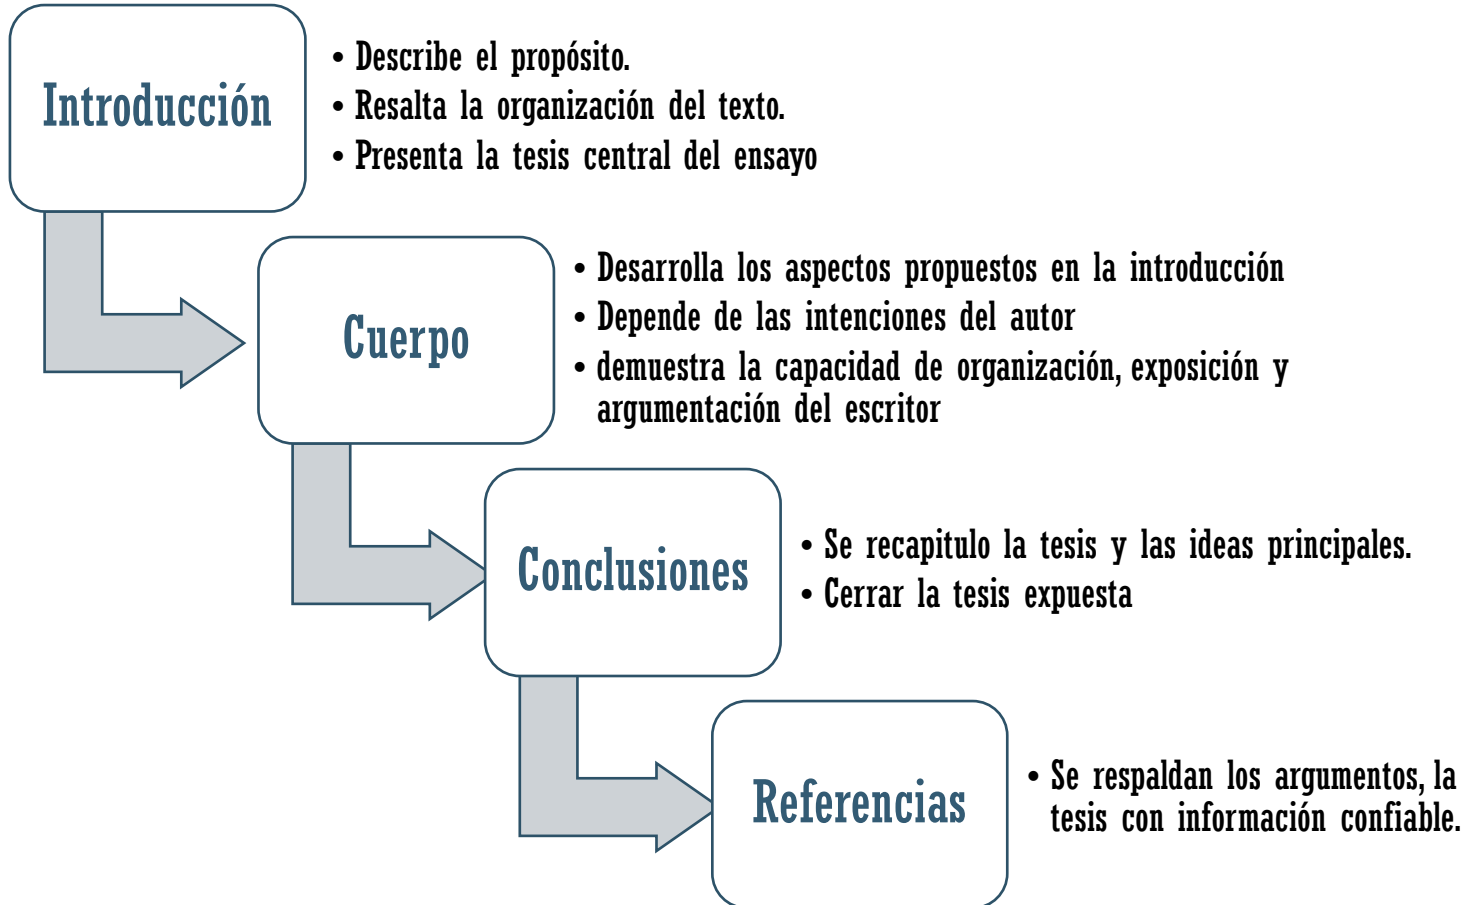 Introducción
• Describe el propósito.
• Resalta la organización del texto.
• Presenta la tesis central del ensayo
Cuerpo
• Desarrolla los aspectos propuestos en la introducción
• Depende de las intenciones del autor
• demuestra la capacidad de organización, exposición y
argumentación del escritor
Conclusiones
• Se recapitulo la tesis y las ideas principales.
• Cerrar la tesis expuesta
Referencias
• Se respaldan los argumentos, la
tesis con información confiable.